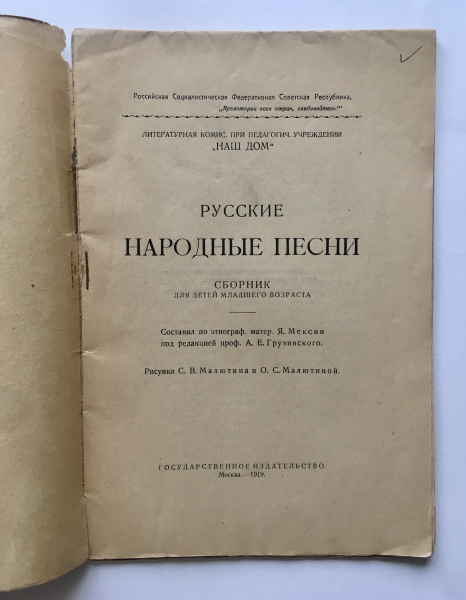 Российская Социалистическая Федеративная Советская Республика.
„Пролетарии всех стран, соединяйтесь!“
ЛИТЕРАТУРНАЯ КОМИС. ПРИ ПЕДАГОГИЧ. УЧРЕЖДЕНИИ
„НАШ ДОМ“
РУССКИЕ
НАРОДНЫЕ ПЕСНИ
СБОРНИК
ДЛЯ ДЕТЕЙ МЛАДШЕГО ВОЗРАСТА
Составил по этнограф. матер. Я. Мексин
под редакцией проф. А. Е. Грузинского.
Рисунки С. В. Малютина и О. С. Малютиной.
ГОСУДАРСТВЕННОЕ ИЗДАТЕЛЬСТВО.
Москва.—1919.